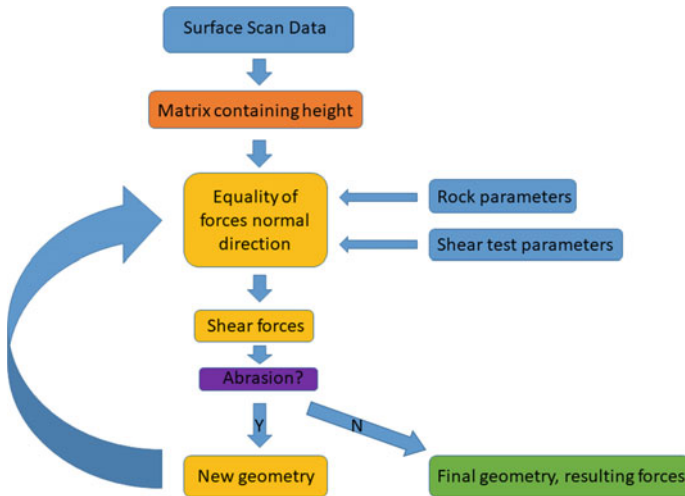 Surface Scan Data
Matrix containing height
Equality of
forces normal
direction
Rock parameters
Shear test parameters
Shear forces
Abrasion?
Y
N
New geometry
Final geometry, resulting forces